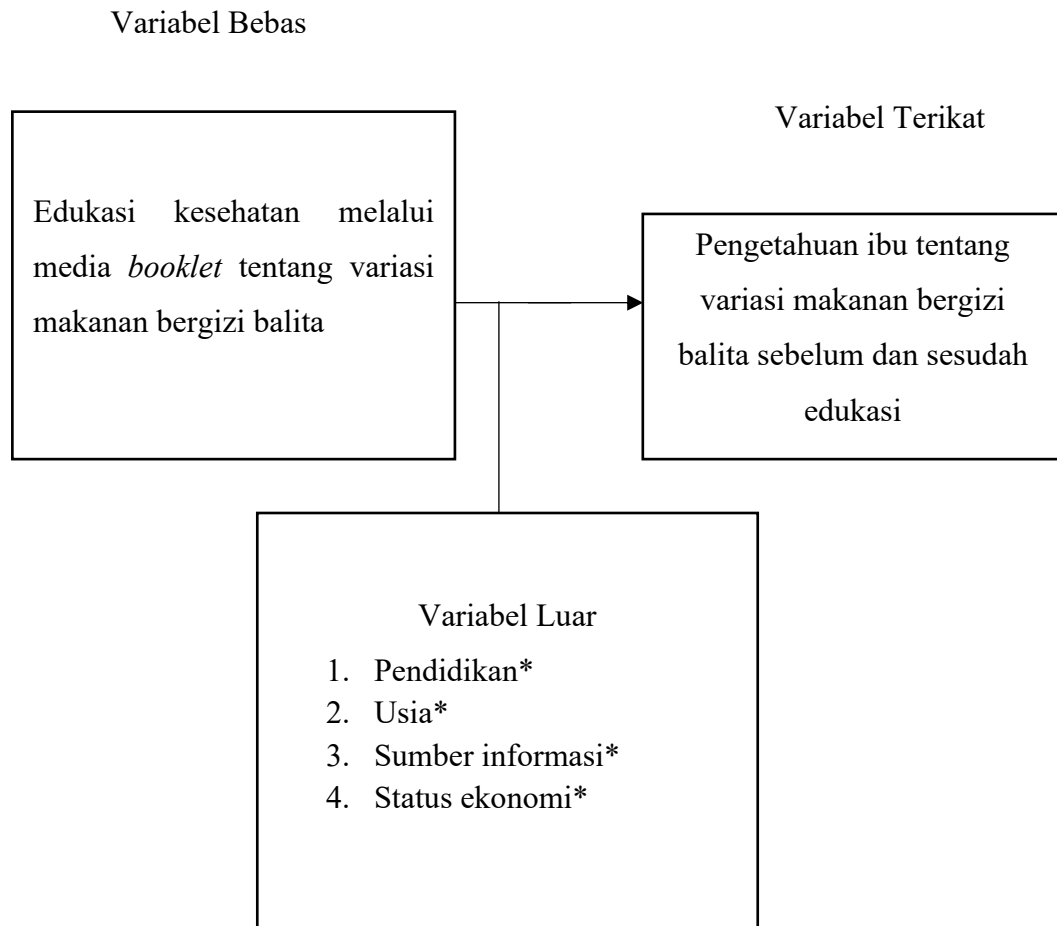 Variabel Bebas
Variabel Terikat
Edukasi kesehatan melalui
media booklet tentang variasi
makanan bergizi balita
Pengetahuan ibu tentang
variasi makanan bergizi
balita sebelum dan sesudah
edukasi
Variabel Luar
1. Pendidikan*
2. Usia*
3. Sumber informasi*
4. Status ekonomi*